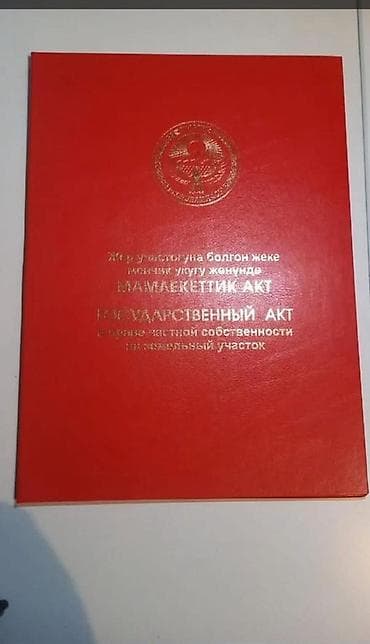 Жер участогуна болгон жеке
менчик укугу жөнүндө
МАМЛЕКЕТТИК АКТ
ГОСУДАРСТВЕННЫЙ АКТ
о праве частной собственности
на земельный участок